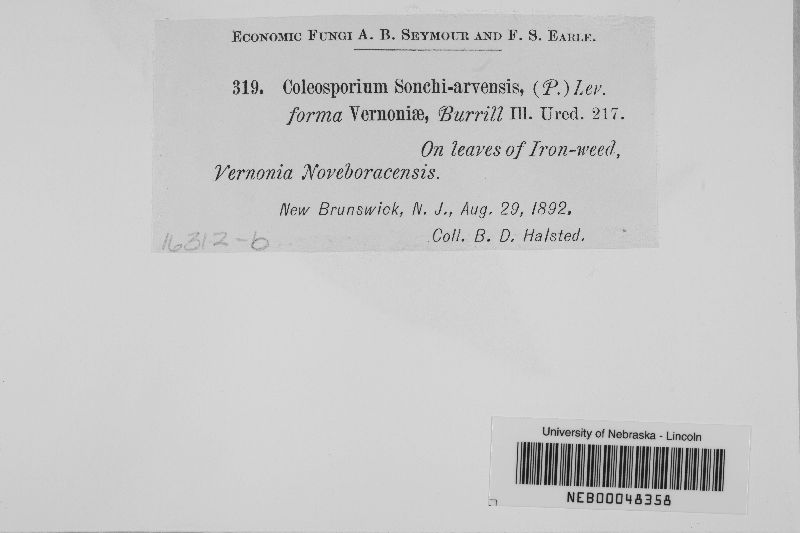 Economic Fungi A. B. Seymour and F. S. Earle.
319. Coleosporium Sonchi-arvensis, (P.) Lev.
forma Vernoniæ, Burrill Ill. Ured. 217.
On leaves of Iron-weed,
Vernonia Noveboracensis.
New Brunswick, N. J., Aug. 29, 1892.
Coll. B. D. Halsted.
16312-b
University of Nebraska - Lincoln
NEB00048358